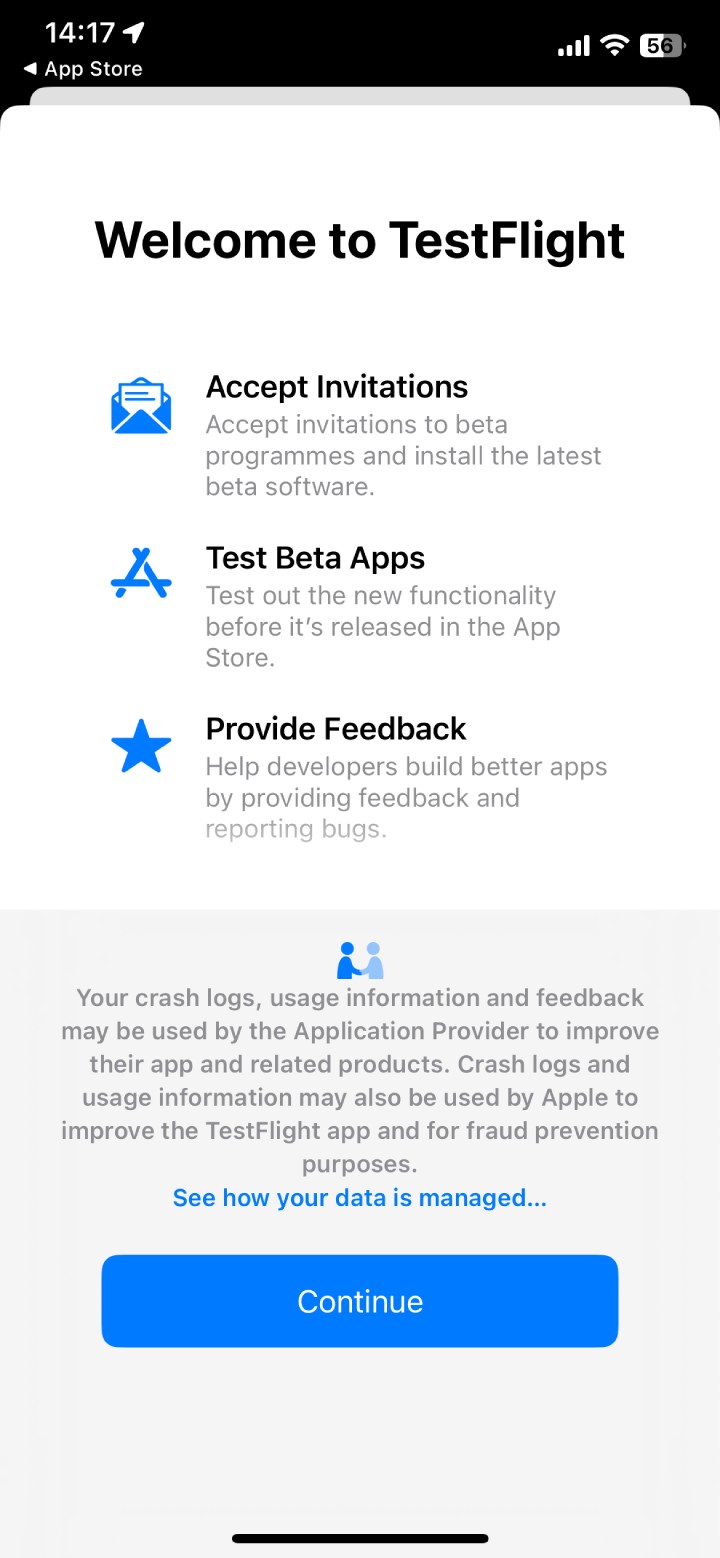 14:17
56
App Store
Welcome to TestFlight
Accept Invitations
Accept invitations to beta
programmes and install the latest
beta software.
Test Beta Apps
Test out the new functionality
before it’s released in the App
Store.
Provide Feedback
Help developers build better apps
by providing feedback and
reporting bugs.
Your crash logs, usage information and feedback
may be used by the Application Provider to improve
their app and related products. Crash logs and
usage information may also be used by Apple to
improve the TestFlight app and for fraud prevention
purposes.
See how your data is managed...
Continue